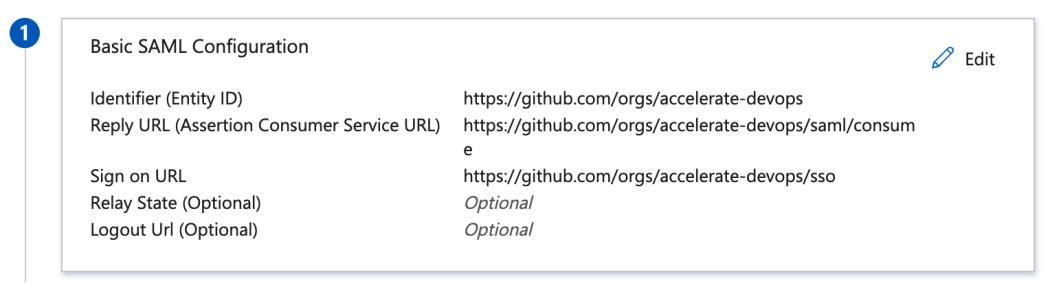 1
Basic SAML Configuration
Edit
Identifier (Entity ID) https://github.com/orgs/accelerate-devops
Reply URL (Assertion Consumer Service URL) https://github.com/orgs/accelerate-devops/saml/consum
e
Sign on URL https://github.com/orgs/accelerate-devops/sso
Relay State (Optional) Optional
Logout Url (Optional) Optional